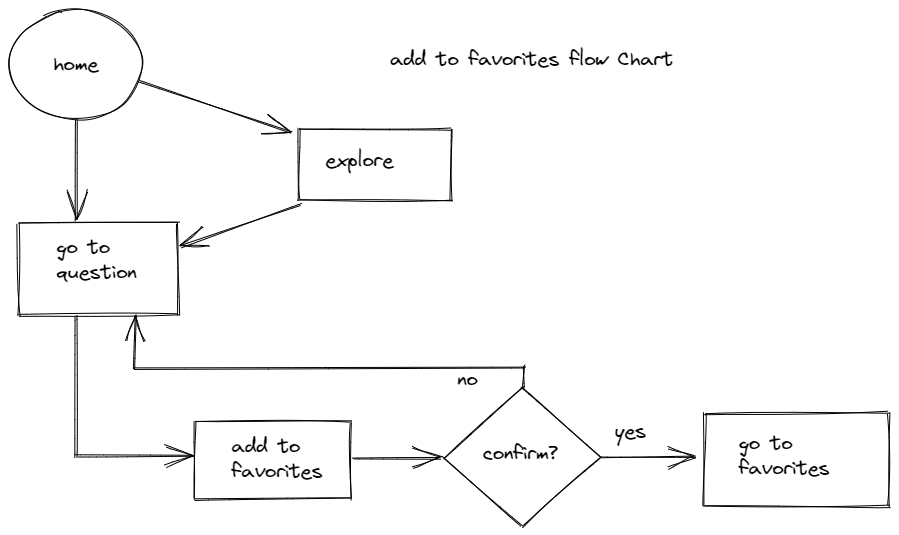 home
add to favorites flow Chart
explore
go to
question
no
add to
favorites
confirm?
yes
go to
favorites